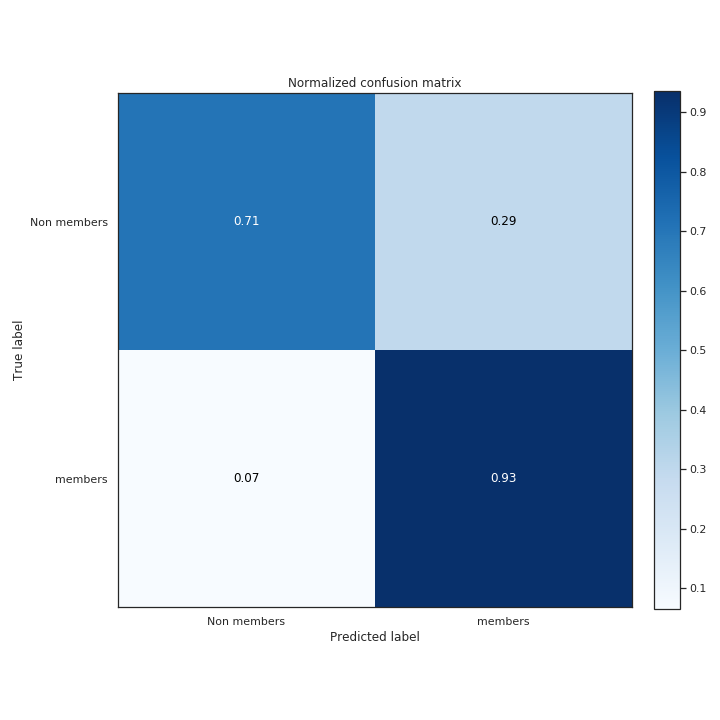 Normalized confusion matrix
True label
Non members
members
0.71
0.29
0.07
0.93
Non members
members
Predicted label
0.9
0.8
0.7
0.6
0.5
0.4
0.3
0.2
0.1